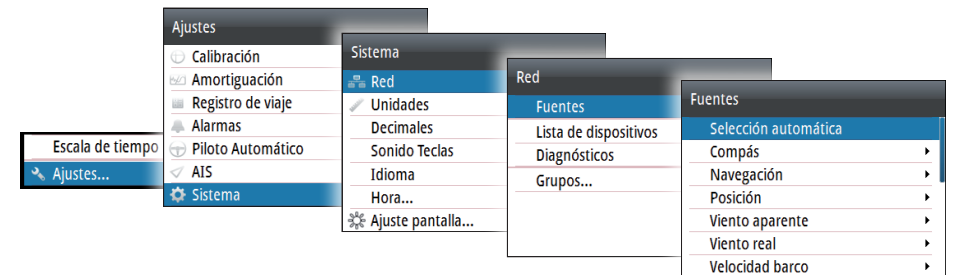 Escala de tiempo
Ajustes...
Ajustes
Calibración
Amortiguación
Registro de viaje
Alarmas
Piloto Automático
AIS
Sistema
Sistema
Red
Unidades
Decimales
Sonido Teclas
Idioma
Hora...
Ajuste pantalla...
Red
Fuentes
Lista de dispositivos
Diagnósticos
Grupos...
Fuentes
Selección automática
Compás
Navegación
Posición
Viento aparente
Viento real
Velocidad barco